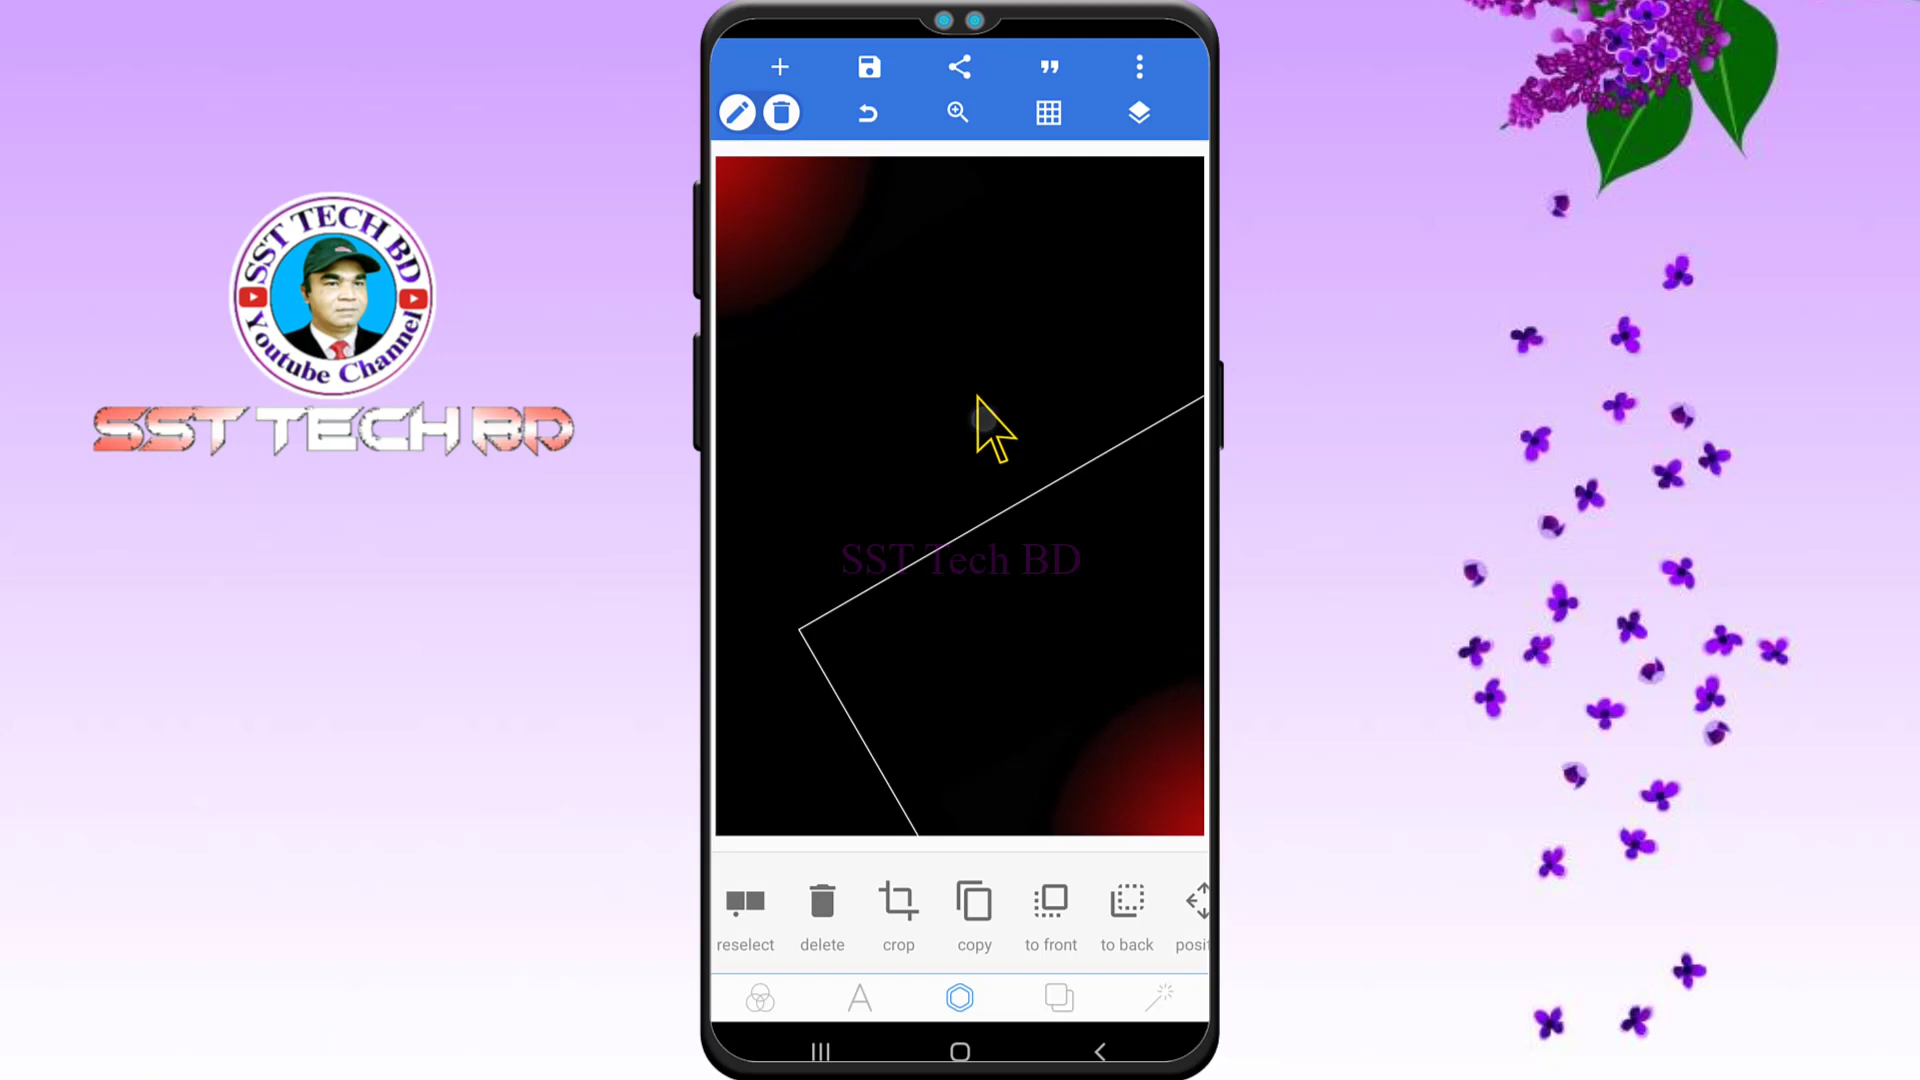 SST TECH BD
Youtube Channel
SST TECH BD
SST Tech BD
reselect
delete
crop
copy
to front
to back
posit